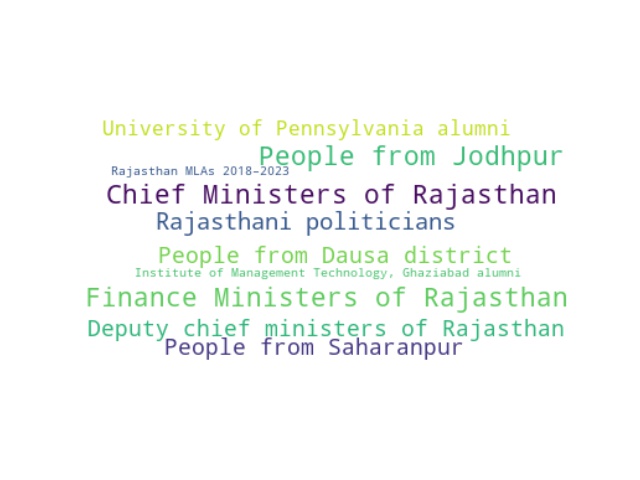 University of Pennsylvania alumni
People from Jodhpur
Rajasthan MLAs 2018–2023
Chief Ministers of Rajasthan
Rajasthani politicians
People from Dausa district
Institute of Management Technology, Ghaziabad alumni
Finance Ministers of Rajasthan
Deputy chief ministers of Rajasthan
People from Saharanpur